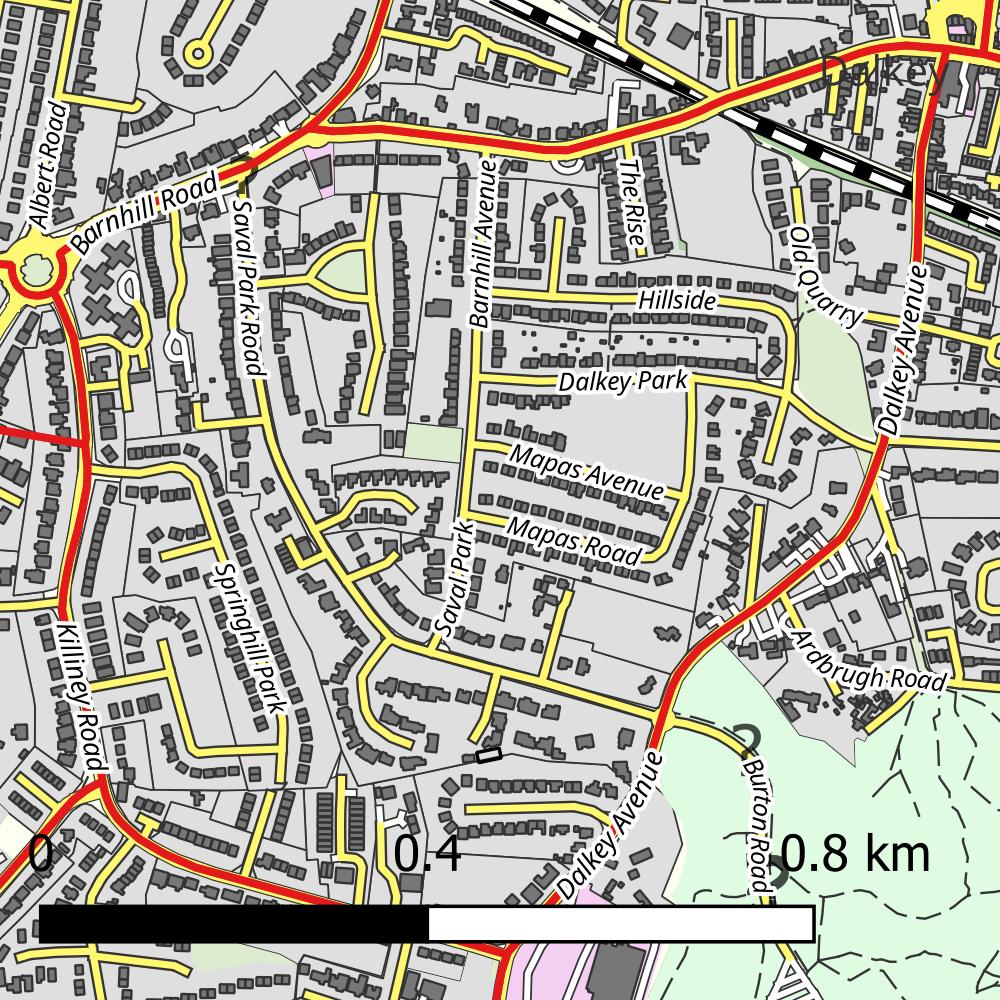 Dalkey
Albert Road
Barnhill Road
Saval Park Road
Barnhill Avenue
The Rise
Old Quarry
Dalkey Avenue
Hillside
Dalkey Park
Mapas Avenue
Mapas Road
Saval Park
Springhill Park
Killiney Road
Ardbrugh Road
Burton Road
Dalkey Avenue
0 0.4 0.8 km